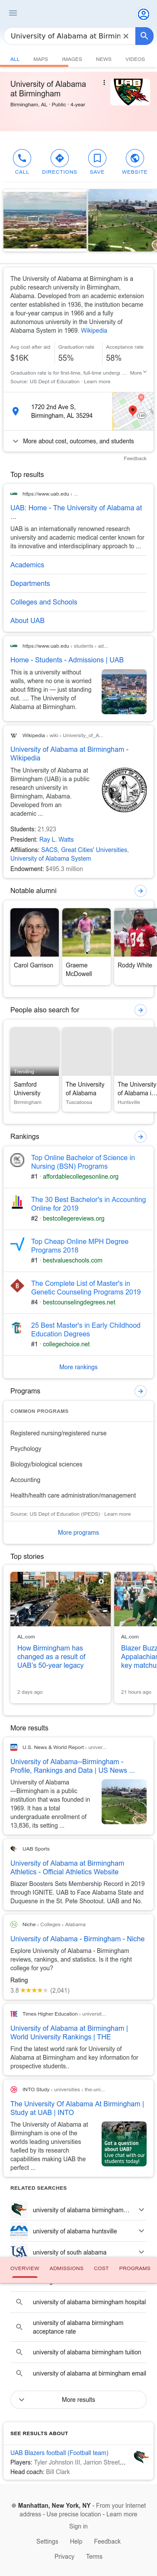 University of Alabama at Birmin
ALL MAPS IMAGES NEWS VIDEOS
University of Alabama
at Birmingham
Birmingham, AL · Public · 4-year
CALL DIRECTIONS SAVE WEBSITE
The University of Alabama at Birmingham is a
public research university in Birmingham,
Alabama. Developed from an academic extension
center established in 1936, the institution became
a four-year campus in 1966 and a fully
autonomous university in the University of
Alabama System in 1969. Wikipedia
Avg cost after aid Graduation rate Acceptance rate
$16K 55% 58%
Graduation rate is for first-time, full-time underg ... More
Source: US Dept of Education · Learn more
1720 2nd Ave S,
Birmingham, AL 35294
More about cost, outcomes, and students
Feedback
Top results
https://www.uab.edu › ...
UAB: Home - The University of Alabama at
...
UAB is an internationally renowned research
university and academic medical center known for
its innovative and interdisciplinary approach to ...
Academics
Departments
Colleges and Schools
About UAB
https://www.uab.edu › students › ad...
Home - Students - Admissions | UAB
This is a university without
walls, where no one is worried
about fitting in — just standing
out. .... The University of
Alabama at Birmingham.
Wikipedia › wiki › University_of_A...
University of Alabama at Birmingham -
Wikipedia
The University of Alabama at
Birmingham (UAB) is a public
research university in
Birmingham, Alabama.
Developed from an
academic ...
Students: 21,923
President: Ray L. Watts
Affiliations: SACS, Great Cities' Universities,
University of Alabama System
Endowment: $495.3 million
Notable alumni
Carol Garrison
Graeme
McDowell
Roddy White
People also search for
Trending
Samford
University
Birmingham
The University
of Alabama
Tuscaloosa
The University
of Alabama i...
Huntsville
Rankings
Top Online Bachelor of Science in
Nursing (BSN) Programs
#1 · affordablecollegesonline.org
The 30 Best Bachelor's in Accounting
Online for 2019
#2 · bestcollegereviews.org
Top Cheap Online MPH Degree
Programs 2018
#1 · bestvalueschools.com
The Complete List of Master's in
Genetic Counseling Programs 2019
#4 · bestcounselingdegrees.net
25 Best Master's in Early Childhood
Education Degrees
#1 · collegechoice.net
More rankings
Programs
COMMON PROGRAMS
Registered nursing/registered nurse
Psychology
Biology/biological sciences
Accounting
Health/health care administration/management
Source: US Dept of Education (IPEDS) · Learn more
More programs
Top stories
AL.com
How Birmingham has
changed as a result of
UAB's 50-year legacy
2 days ago
AL.com
Blazer Buzz
Appalachian
key matchu
21 hours ago
More results
U.S. News & World Report › univer...
University of Alabama--Birmingham -
Profile, Rankings and Data | US News ...
University of Alabama
—Birmingham is a public
institution that was founded in
1969. It has a total
undergraduate enrollment of
13,836, its setting ...
UAB Sports
University of Alabama at Birmingham
Athletics - Official Athletics Website
Blazer Boosters Sets Membership Record in 2019
through IGNITE. UAB to Face Alabama State and
Duquesne in the St. Pete Shootout. UAB and No.
Niche › Colleges › Alabama
University of Alabama - Birmingham - Niche
Explore University of Alabama - Birmingham
reviews, rankings, and statistics. Is it the right
college for you?
Rating
3.8 (2,041)
Times Higher Education › universit...
University of Alabama at Birmingham |
World University Rankings | THE
Find the latest world rank for University of
Alabama at Birmingham and key information for
prospective students..
INTO Study › universities › the-uni...
The University Of Alabama At Birmingham |
Study at UAB | INTO
The University of Alabama at
Birmingham is one of the
worlds leading universities
fuelled by its research
capabilities making UAB the
perfect ...
Got a question
about UAB?
Live chat with our
students today!
RELATED SEARCHES
university of alabama birmingham...
university of alabama huntsville
university of south alabama
OVERVIEW ADMISSIONS COST PROGRAMS
RELATED SEARCHES
university of alabama birmingham hospital
university of alabama birmingham
acceptance rate
university of alabama birmingham tuition
university of alabama at birmingham email
More results
SEE RESULTS ABOUT
UAB Blazers football (Football team)
Players: Tyler Johnston III, Jarrion Street...
Head coach: Bill Clark
Manhattan, New York, NY - From your Internet
address - Use precise location - Learn more
Sign in
Settings Help Feedback
Privacy Terms